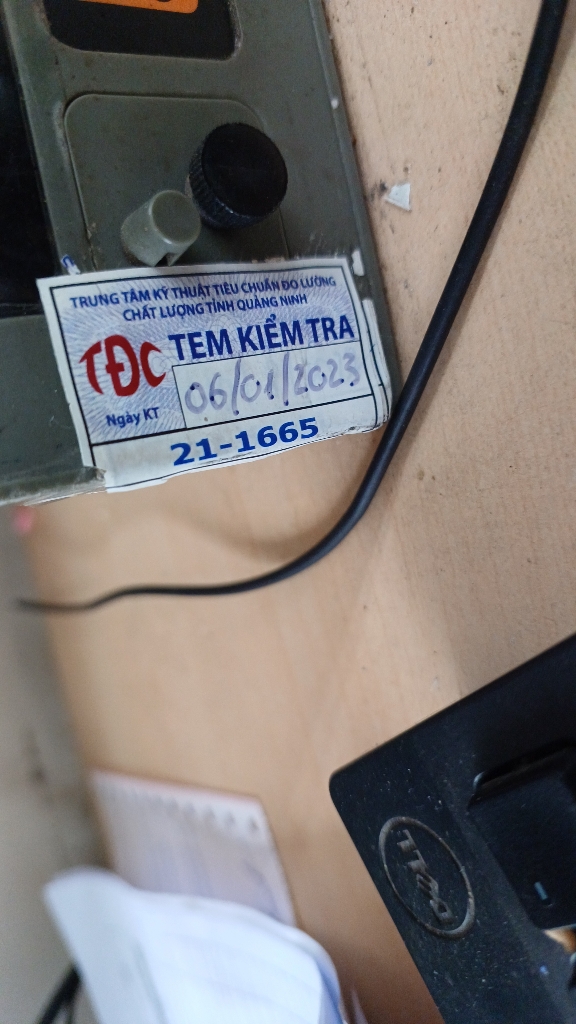 TRUNG TÂM KỸ THUẬT TIÊU CHUẨN ĐO LƯỜNG
CHẤT LƯỢNG TỈNH QUẢNG NINH
TĐC
TEM KIỂM TRA
Ngày KT
06/01/2023
21-1665
DELL